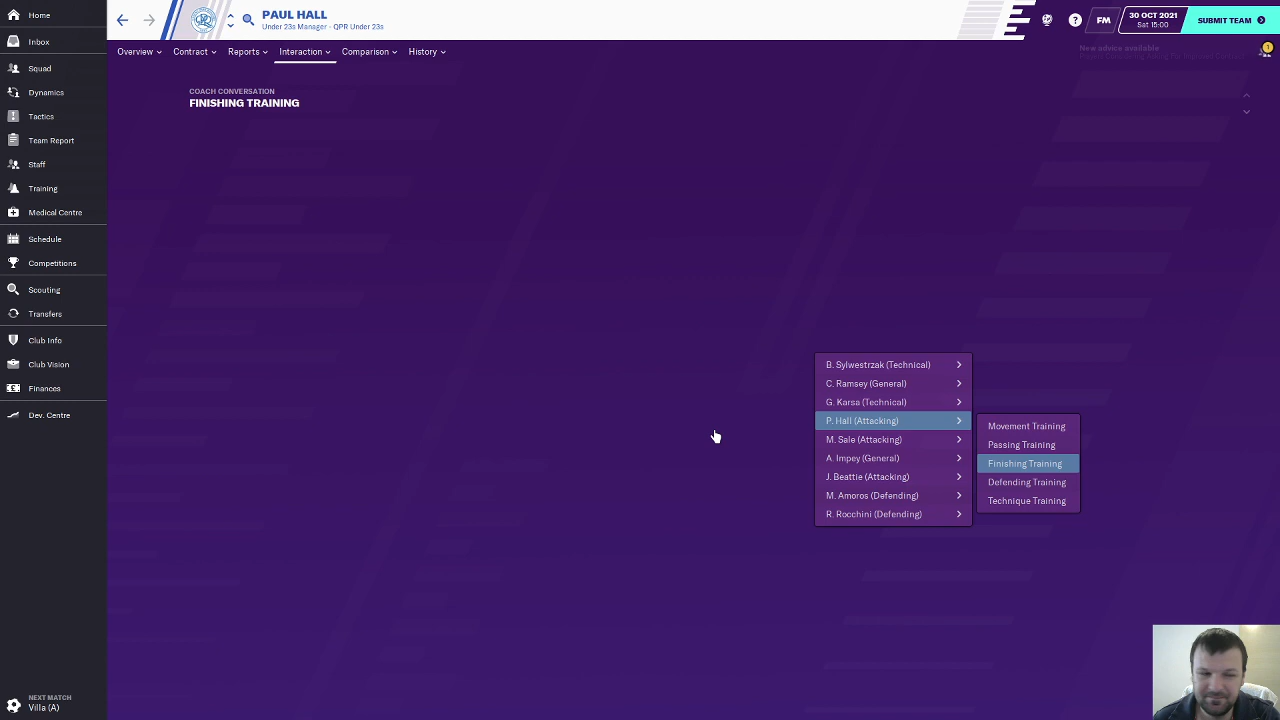 PAUL HALL
Under 23s Manager - QPR Under 23s
FM
30 OCT 2021
Sat 15:00
SUBMIT TEAM
Overview
Contract
Reports
Interaction
Comparison
History
New advice available
1
COACH CONVERSATION
FINISHING TRAINING
Dynamics
Tactics
Team Report
Staff
Training
Medical Centre
Schedule
Competitions
Scouting
Transfers
Club Info
Club Vision
Finances
Dev. Centre
B. Sylwestrzak (Technical)
C. Ramsey (General)
G. Karsa (Technical)
P. Hall (Attacking)
M. Sale (Attacking)
A. Impey (General)
J. Beattie (Attacking)
M. Amoros (Defending)
R. Rocchini (Defending)
Movement Training
Passing Training
Finishing Training
Defending Training
Technique Training
NEXT MATCH
Villa (A)